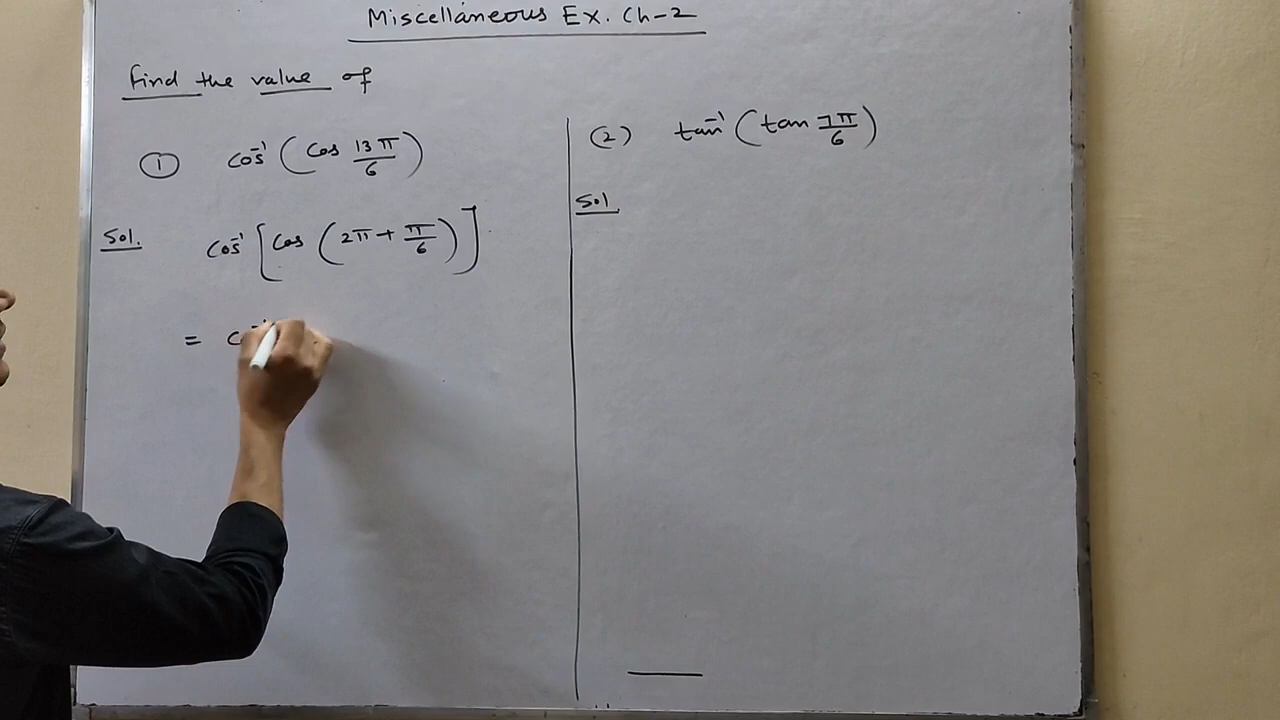 Miscellaneous Ex. Ch-2
Find the value of
① cos⁻¹ (cos 13π/6)
Sol. cos⁻¹ [cos (2π + π/6)]
=
(2) tan⁻¹ (tan 7π/6)
Sol.